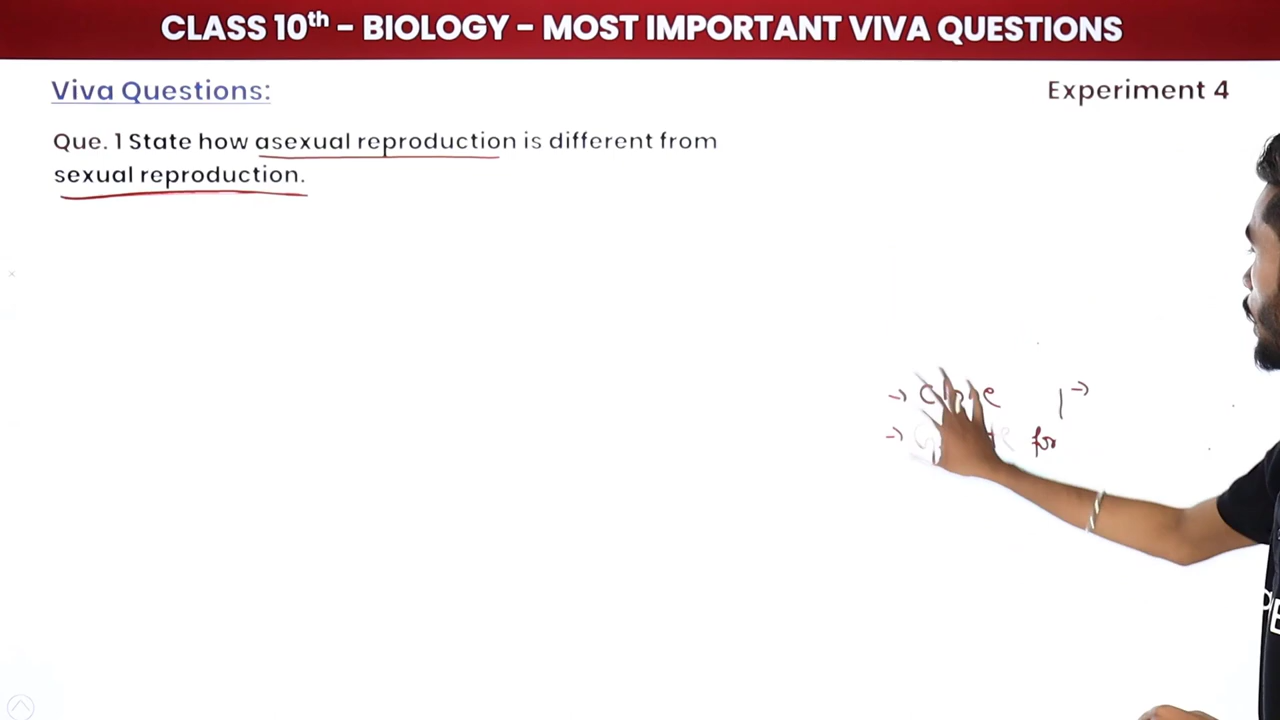 CLASS 10th – BIOLOGY – MOST IMPORTANT VIVA QUESTIONS
Viva Questions:
Experiment 4
Que. 1 State how asexual reproduction is different from
sexual reproduction.
→
→ for